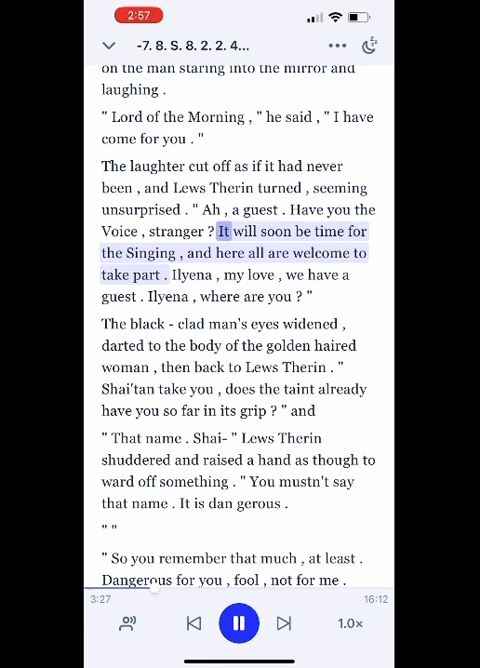 2:57
-7. 8. S. 8. 2. 2. 4...
on the man staring into the mirror and
laughing .
" Lord of the Morning , " he said , " I have
come for you . "
The laughter cut off as if it had never
been , and Lews Therin turned , seeming
unsurprised . " Ah , a guest . Have you the
Voice , stranger ? It will soon be time for
the Singing , and here all are welcome to
take part . Ilyena , my love , we have a
guest . Ilyena , where are you ? "
The black - clad man's eyes widened ,
darted to the body of the golden haired
woman , then back to Lews Therin . "
Shai'tan take you , does the taint already
have you so far in its grip ? " and
" That name . Shai- " Lews Therin
shuddered and raised a hand as though to
ward off something . " You mustn't say
that name . It is dan gerous .
" "
" So you remember that much , at least .
Dangerous for you , fool , not for me .
3:27 16:12
1.0×